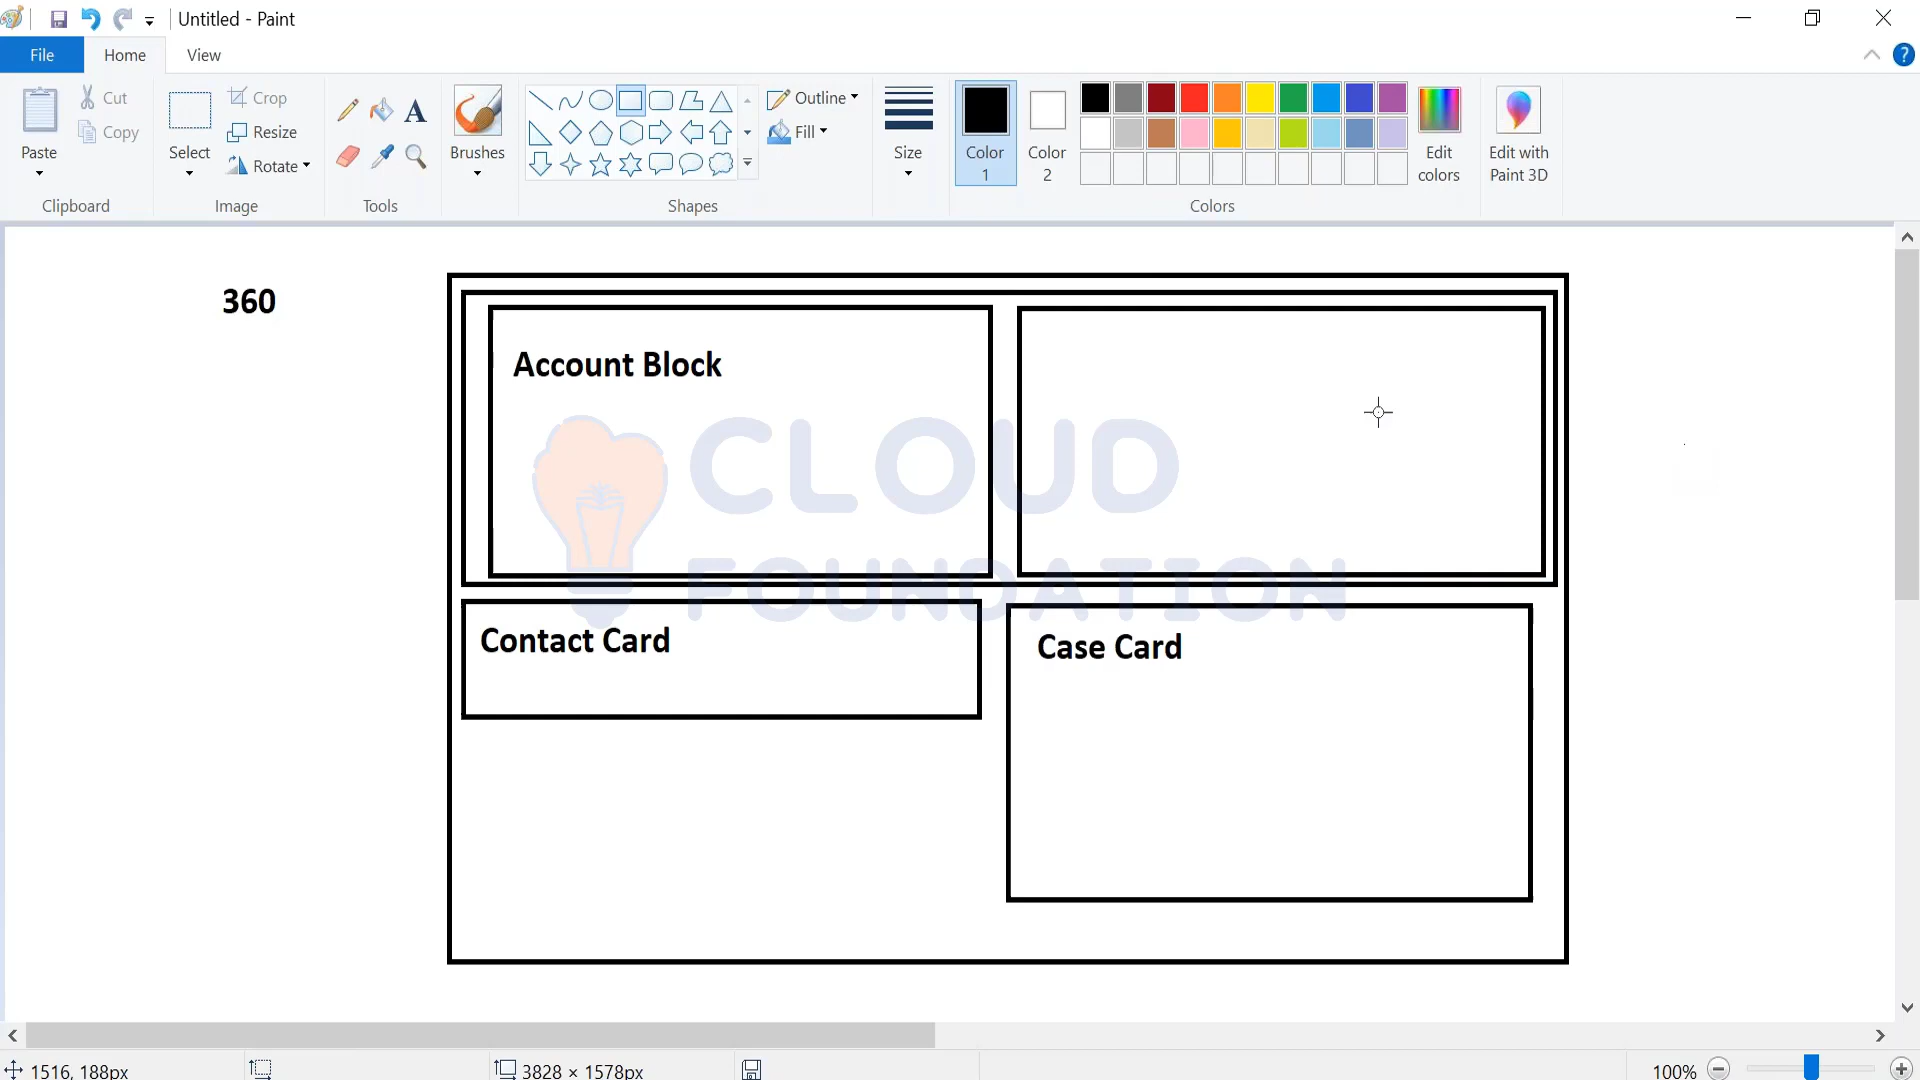 Untitled - Paint
File
Home
View
?
Paste
Cut
Copy
Clipboard
Select
Crop
Resize
Rotate
Image
A
Tools
Brushes
Outline
Fill
Shapes
Size
Color
1
Color
2
Edit
colors
Colors
Edit with
Paint 3D
360
Account Block
CLOUD
FOUNDATION
Contact Card
Case Card
1516, 188px
3828 × 1578px
100%